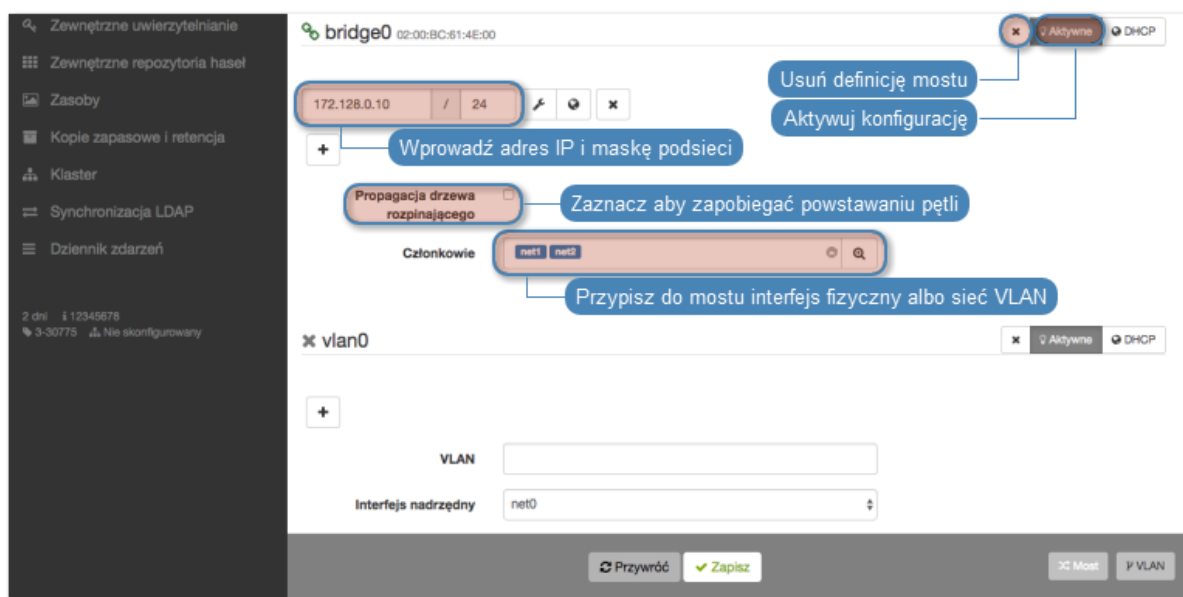 Zewnętrzne uwierzytelnianie
Zewnętrzne repozytoria haseł
Zasoby
Kopie zapasowe i retencja
Klaster
Synchronizacja LDAP
Dziennik zdarzeń
2 dni 12345678
3-30775 Nie skonfigurowany
bridge0 02:00:BC:61:4E:00
Aktywne DHCP
Usuń definicję mostu
Aktywuj konfigurację
172.128.0.10 / 24
Wprowadź adres IP i maskę podsieci
Propagacja drzewa
rozpinającego
Zaznacz aby zapobiegać powstawaniu pętli
Członkowie net1 net2
Przypisz do mostu interfejs fizyczny albo sieć VLAN
vlan0
Aktywne DHCP
VLAN
Interfejs nadrzędny net0
Przywróć Zapisz
Most VLAN